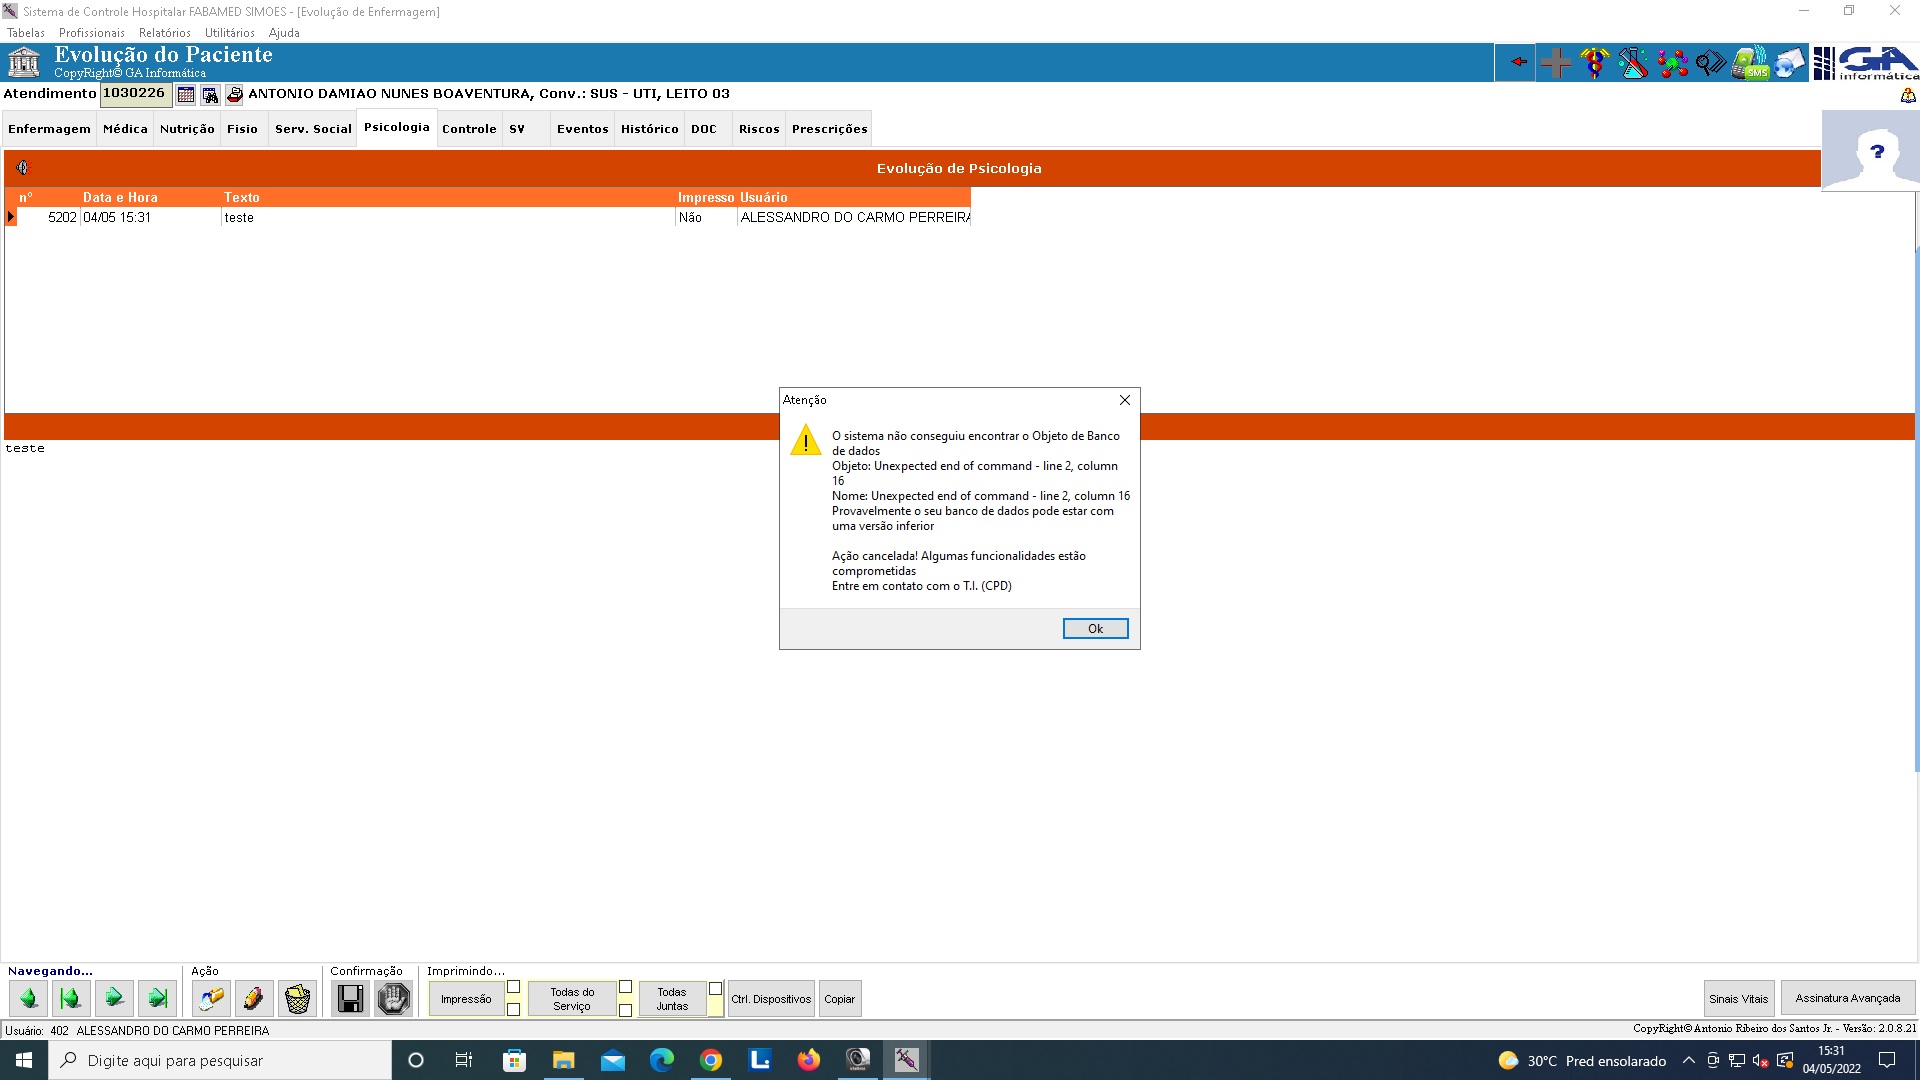 Sistema de Controle Hospitalar FABAMED SIMOES - [Evolução de Enfermagem]
Tabelas Profissionais Relatórios Utilitários Ajuda
Evolução do Paciente
CopyRight© GA Informática
SMS
GA
informática
Atendimento 1030226 ANTONIO DAMIAO NUNES BOAVENTURA, Conv.: SUS - UTI, LEITO 03
Enfermagem Médica Nutrição Fisio Serv. Social Psicologia Controle SV Eventos Histórico DOC Riscos Prescrições
?
Evolução de Psicologia
nº Data e Hora Texto Impresso Usuário
5202 04/05 15:31 teste Não ALESSANDRO DO CARMO PERREIRA
teste
Atenção
O sistema não conseguiu encontrar o Objeto de Banco
de dados
Objeto: Unexpected end of command - line 2, column
16
Nome: Unexpected end of command - line 2, column 16
Provavelmente o seu banco de dados pode estar com
uma versão inferior
Ação cancelada! Algumas funcionalidades estão
comprometidas
Entre em contato com o T.I. (CPD)
Ok
Navegando... Ação Confirmação Imprimindo...
Impressão
Todas do
Serviço
Todas
Juntas
Ctrl. Dispositivos
Copiar
Sinais Vitais
Assinatura Avançada
Usuário: 402 ALESSANDRO DO CARMO PERREIRA
CopyRight© Antonio Ribeiro dos Santos Jr. - Versão: 2.0.8.21
Digite aqui para pesquisar
30°C Pred ensolarado
15:31
04/05/2022